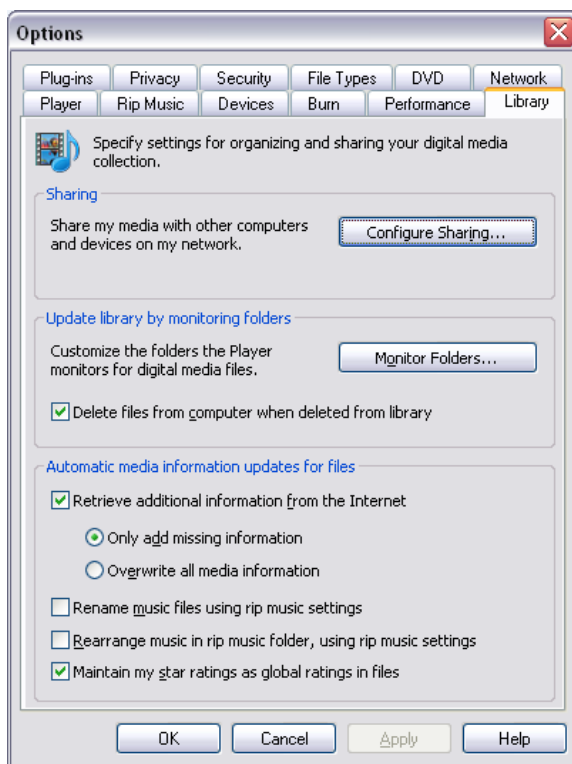 Options
Plug-ins Privacy Security File Types DVD Network
Player Rip Music Devices Burn Performance Library
Specify settings for organizing and sharing your digital media
collection.
Sharing
Share my media with other computers
and devices on my network.
Configure Sharing...
Update library by monitoring folders
Customize the folders the Player
monitors for digital media files.
Monitor Folders...
Delete files from computer when deleted from library
Automatic media information updates for files
Retrieve additional information from the Internet
Only add missing information
Overwrite all media information
Rename music files using rip music settings
Rearrange music in rip music folder, using rip music settings
Maintain my star ratings as global ratings in files
OK Cancel Apply Help